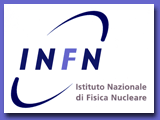 INFN
Istituto Nazionale
di Fisica Nucleare